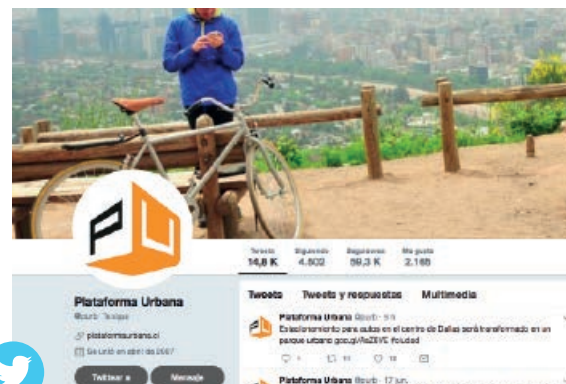 PU
Tweets Siguiendo Seguidores Me gusta
14,8 K 4.502 59,3 K 2.165
Plataforma Urbana
plataformaurbana.cl
Se unió en abril de 2007
Twittear a Mensaje
Tweets Tweets y respuestas Multimedia
Plataforma Urbana @purb · 9 h
Estacionamiento para autos en el centro de Dallas será transformado en un
parque urbano #ciudad
Plataforma Urbana @purb · 17 jun.